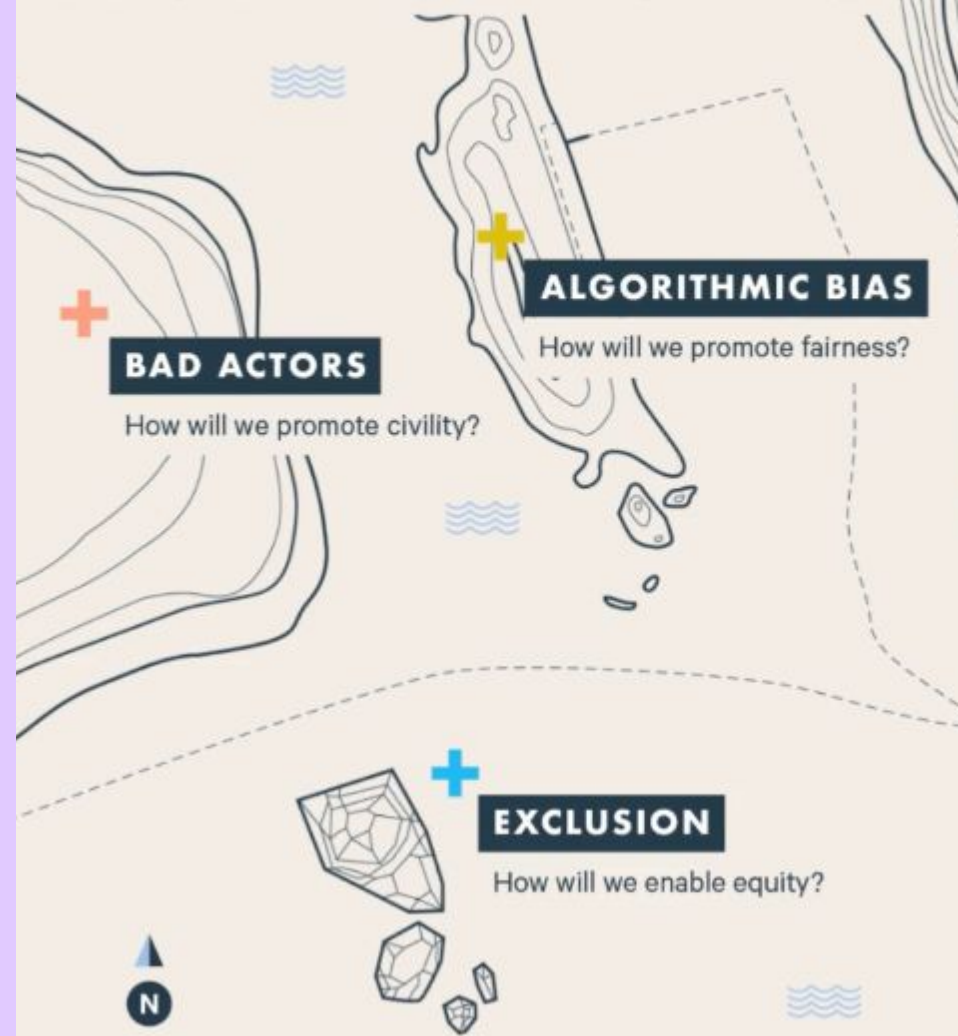 ALGORITHMIC BIAS
How will we promote fairness?
BAD ACTORS
How will we promote civility?
EXCLUSION
How will we enable equity?
N